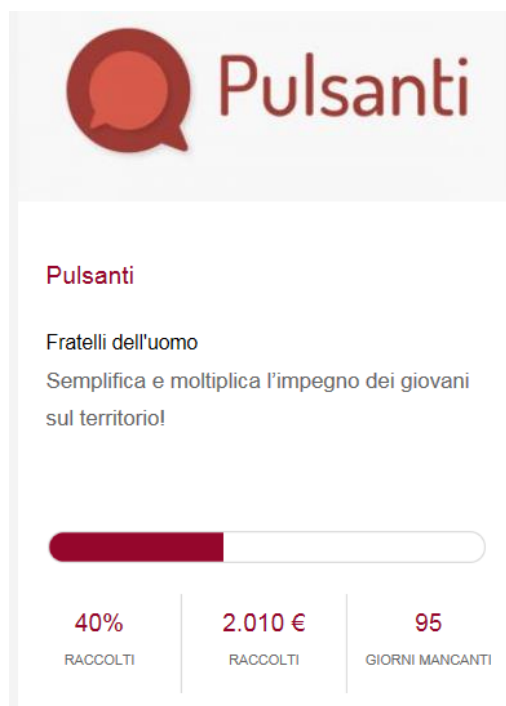 Pulsanti
Pulsanti
Fratelli dell'uomo
Semplifica e moltiplica l’impegno dei giovani
sul territorio!
40%
2.010 €
95
RACCOLTI
RACCOLTI
GIORNI MANCANTI